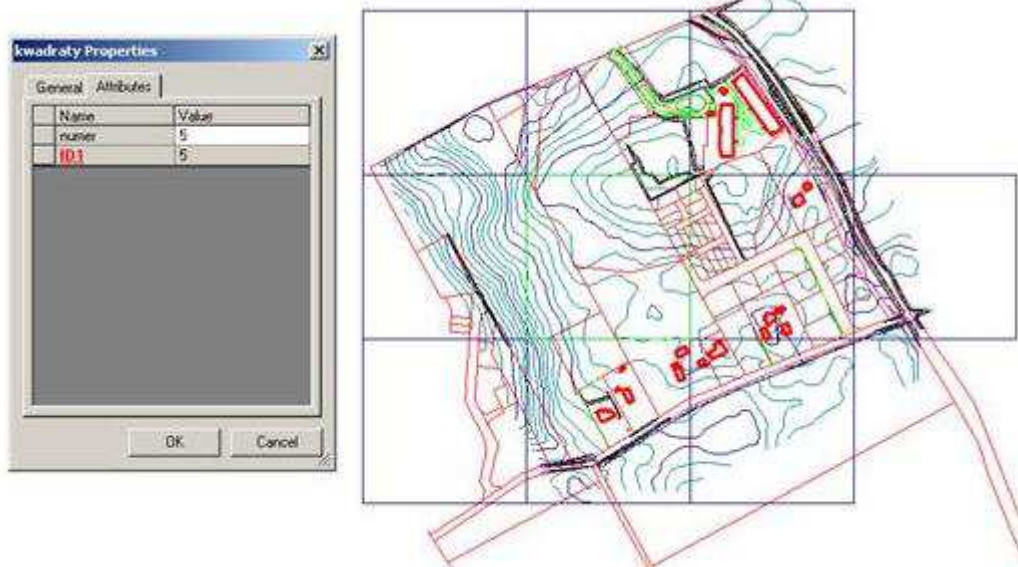 kwadraty Properties
General Attributes
Name Value
numer 5
ID1 5
OK Cancel